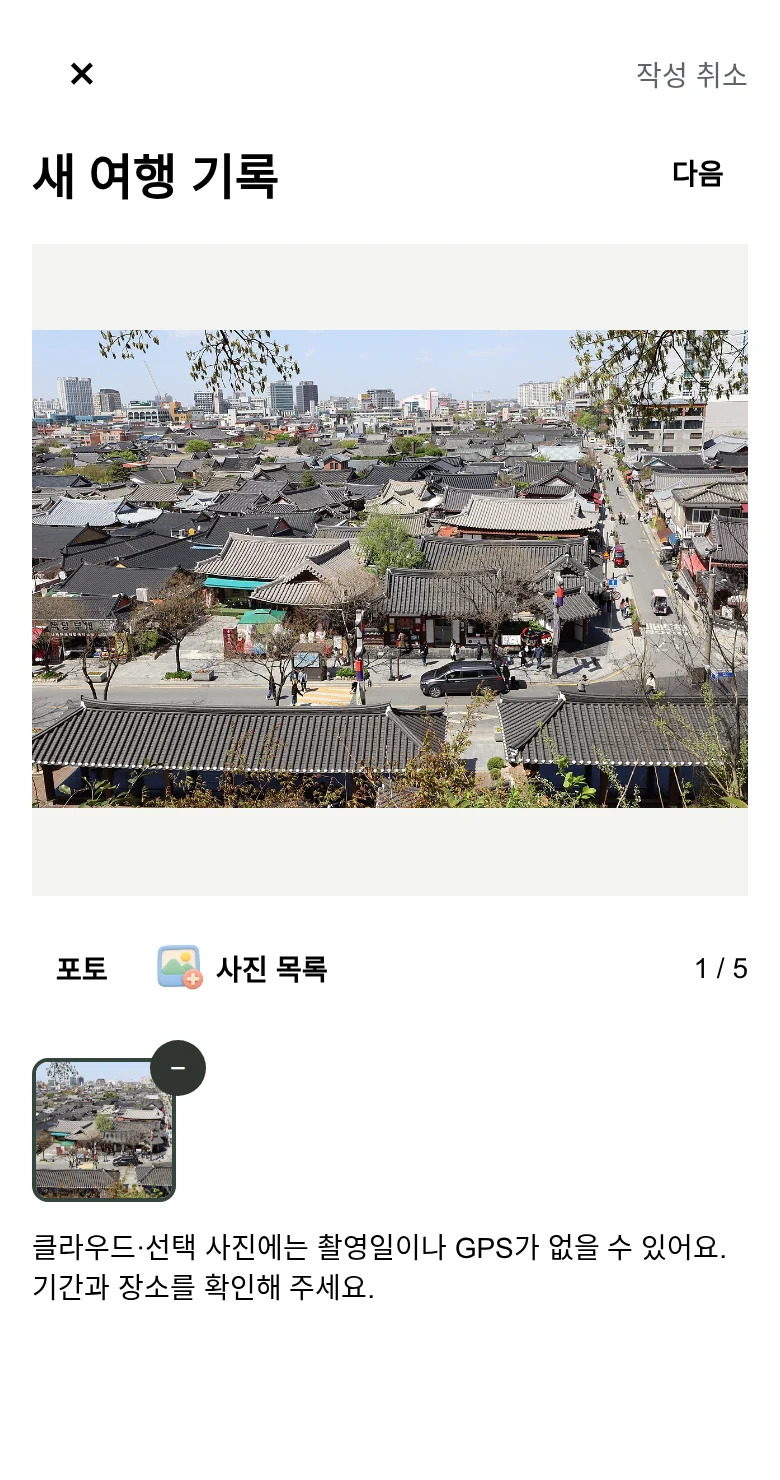 ✕
작성 취소
새 여행 기록
다음
포토
사진 목록
1 / 5
클라우드·선택 사진에는 촬영일이나 GPS가 없을 수 있어요.
기간과 장소를 확인해 주세요.